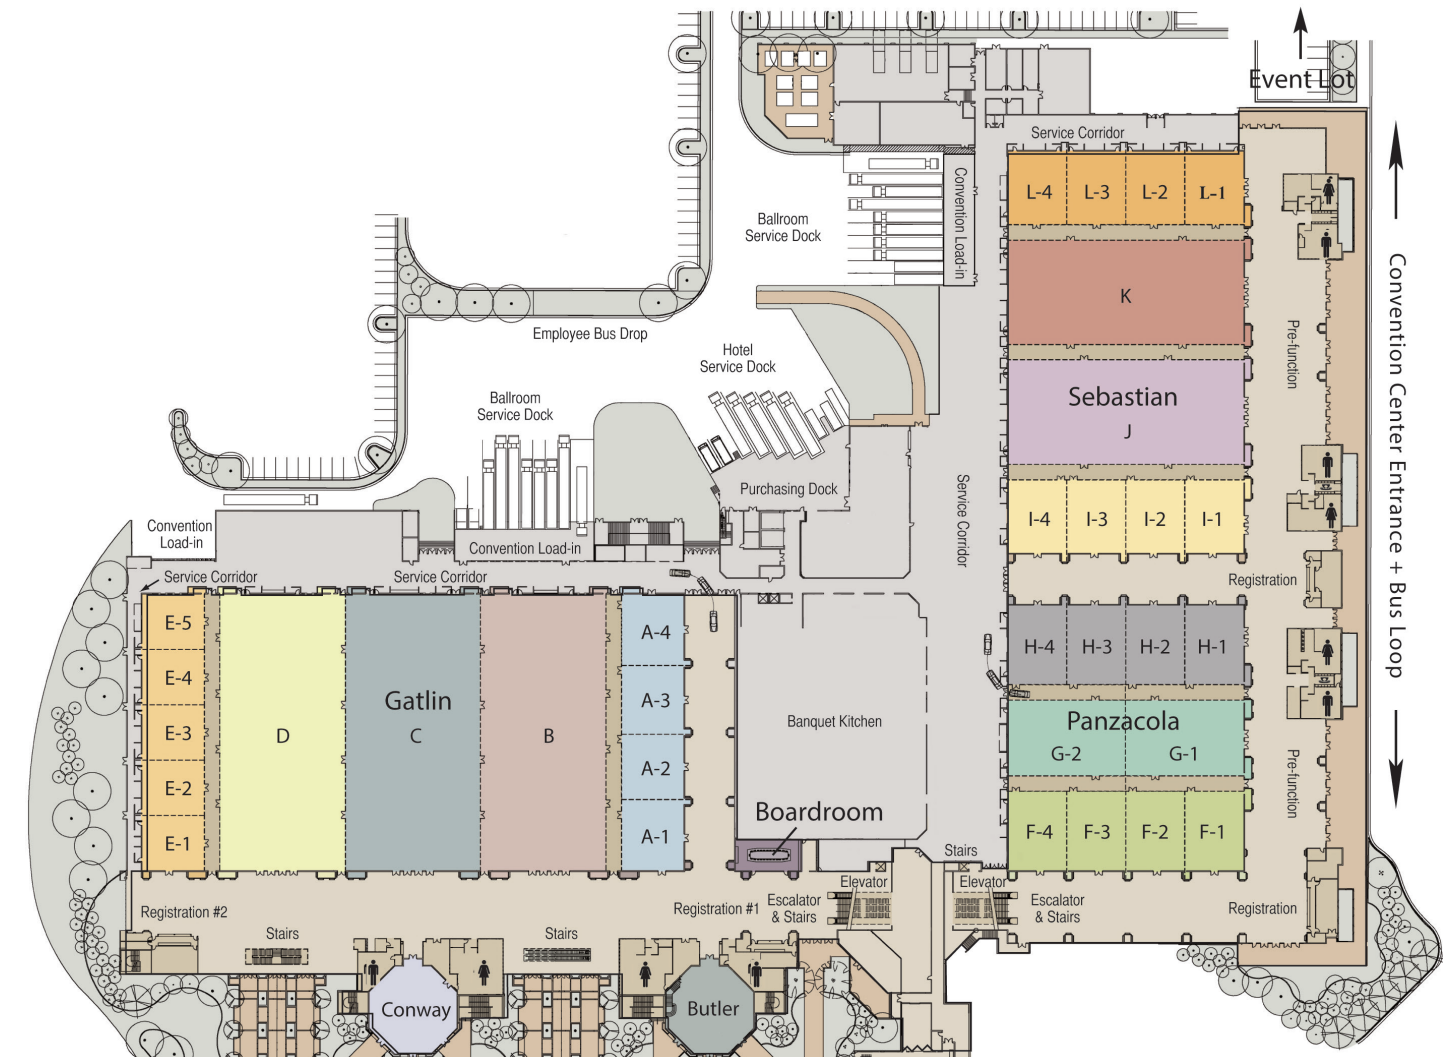 Event Lot
Service Corridor
L-4
L-3
L-2
L-1
Convention Load-in
Ballroom
Service Dock
K
Pre-function
Convention Center Entrance + Bus Loop
Employee Bus Drop
Hotel
Service Dock
Sebastian
J
Ballroom
Service Dock
Purchasing Dock
Service Corridor
I-4
I-3
I-2
I-1
Convention
Load-in
Convention Load-in
Service Corridor
Service Corridor
Registration
E-5
E-4
E-3
E-2
E-1
D
Gatlin
C
B
A-4
A-3
A-2
A-1
Banquet Kitchen
H-4
H-3
H-2
H-1
Panzacola
G-2
G-1
Pre-function
F-4
F-3
F-2
F-1
Boardroom
Stairs
Elevator
Elevator
Registration #2
Registration #1
Escalator
& Stairs
Escalator
& Stairs
Registration
Stairs
Stairs
Conway
Butler